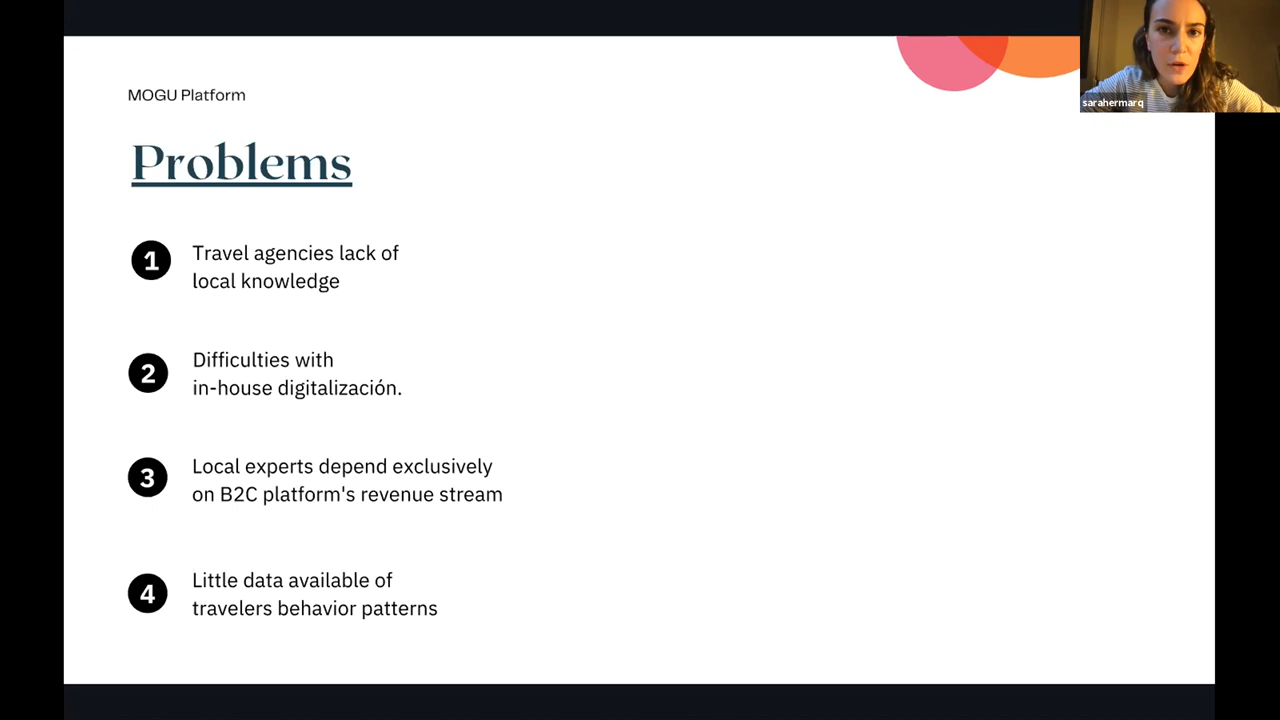 MOGU Platform
sarahermarq
Problems
1 Travel agencies lack of
local knowledge
2 Difficulties with
in-house digitalización.
3 Local experts depend exclusively
on B2C platform's revenue stream
4 Little data available of
travelers behavior patterns